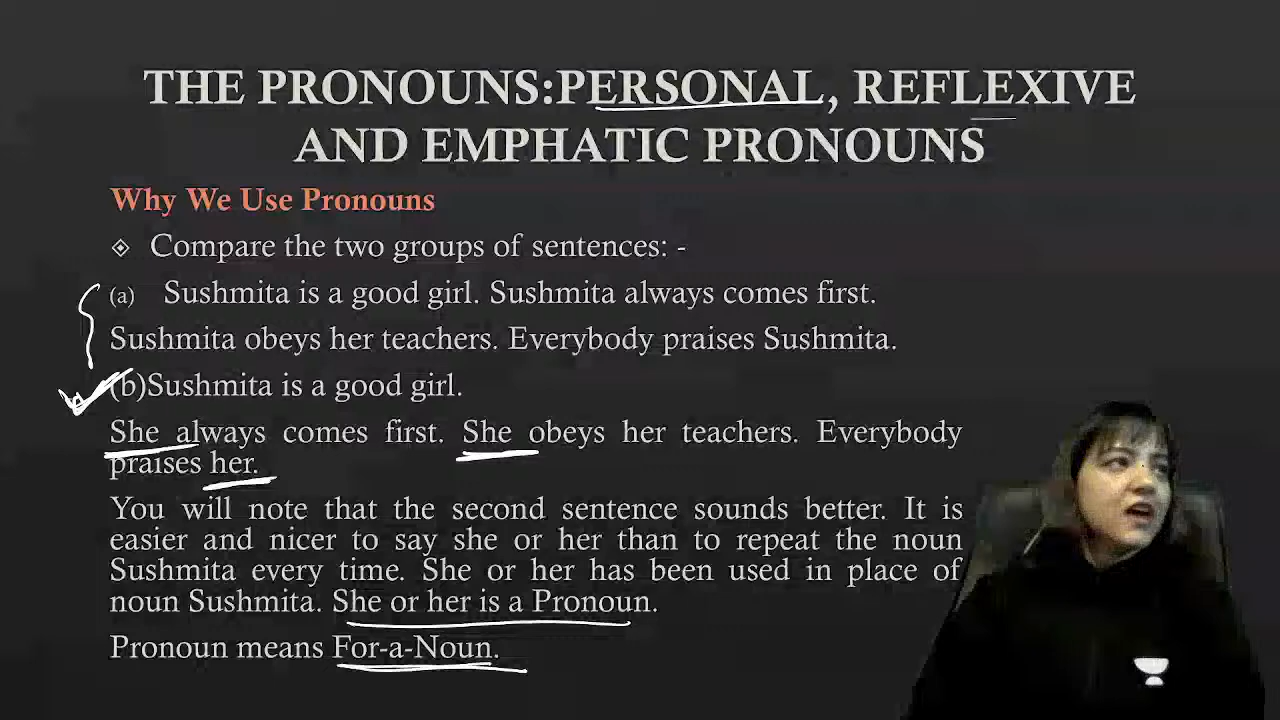 THE PRONOUNS:PERSONAL, REFLEXIVE
AND EMPHATIC PRONOUNS
Why We Use Pronouns
Compare the two groups of sentences: -
(a) Sushmita is a good girl. Sushmita always comes first.
Sushmita obeys her teachers. Everybody praises Sushmita.
(b)Sushmita is a good girl.
She always comes first. She obeys her teachers. Everybody
praises her.
You will note that the second sentence sounds better. It is
easier and nicer to say she or her than to repeat the noun
Sushmita every time. She or her has been used in place of
noun Sushmita. She or her is a Pronoun.
Pronoun means For-a-Noun.